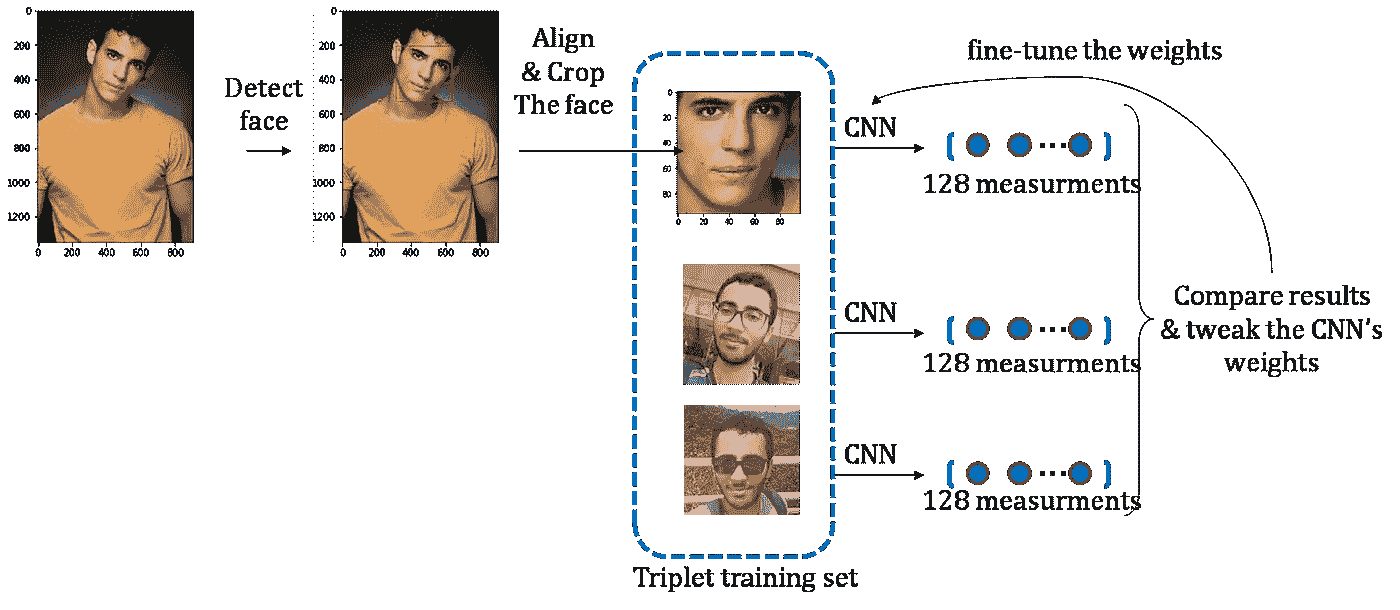 0
200
400
600
800
1000
1200
0 200 400 600 800
Detect
face
0
200
400
600
800
1000
1200
0 200 400 600 800
Align
& Crop
The face
0
20
40
60
80
0 20 40 60 80
Triplet training set
CNN
128 measurments
CNN
128 measurments
CNN
128 measurments
fine-tune the weights
Compare results
& tweak the CNN's
weights